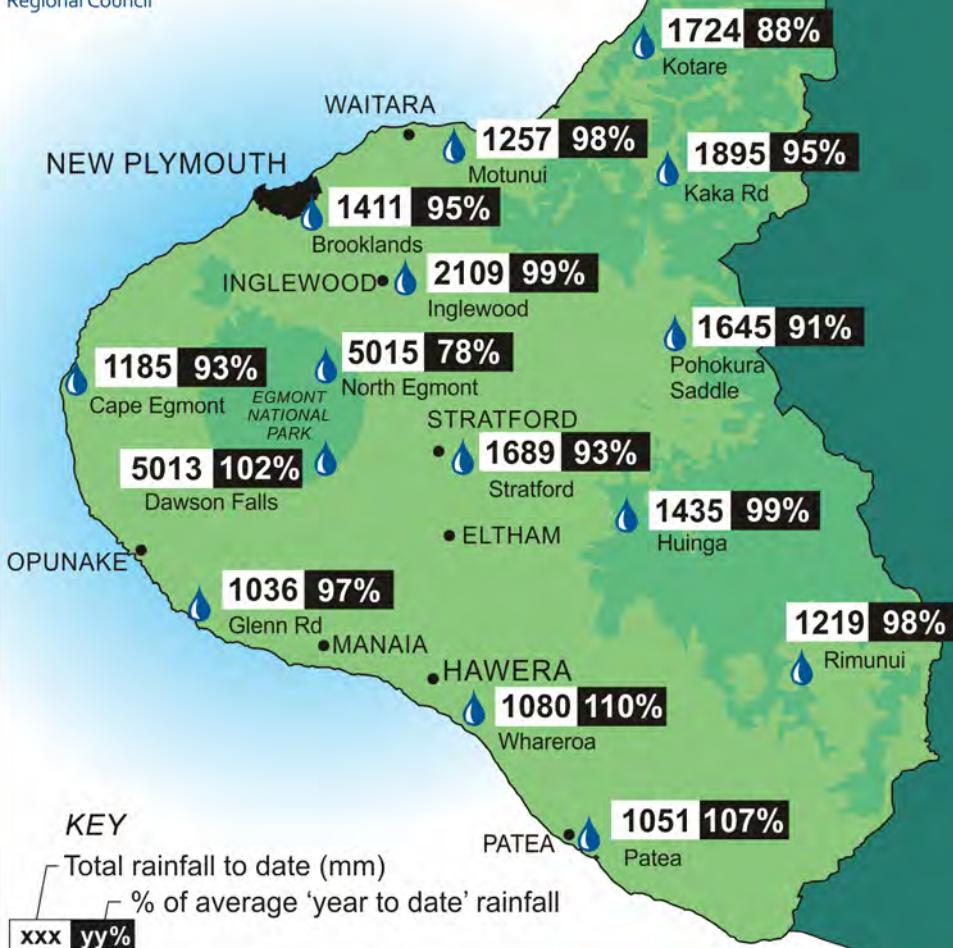 Regional Council
1724 88%
Kotare
WAITARA
1257 98%
Motunui
1895 95%
Kaka Rd
NEW PLYMOUTH
1411 95%
Brooklands
INGLEWOOD
2109 99%
Inglewood
1645 91%
Pohokura
Saddle
1185 93%
Cape Egmont
5015 78%
North Egmont
EGMONT
NATIONAL
PARK
STRATFORD
5013 102%
Dawson Falls
1689 93%
Stratford
1435 99%
Huinga
ELTHAM
OPUNAKE
1036 97%
Glenn Rd
MANAIA
1219 98%
Rimunui
HAWERA
1080 110%
Whareroa
1051 107%
Patea
PATEA
KEY
Total rainfall to date (mm)
% of average ‘year to date’ rainfall
xxx yy%